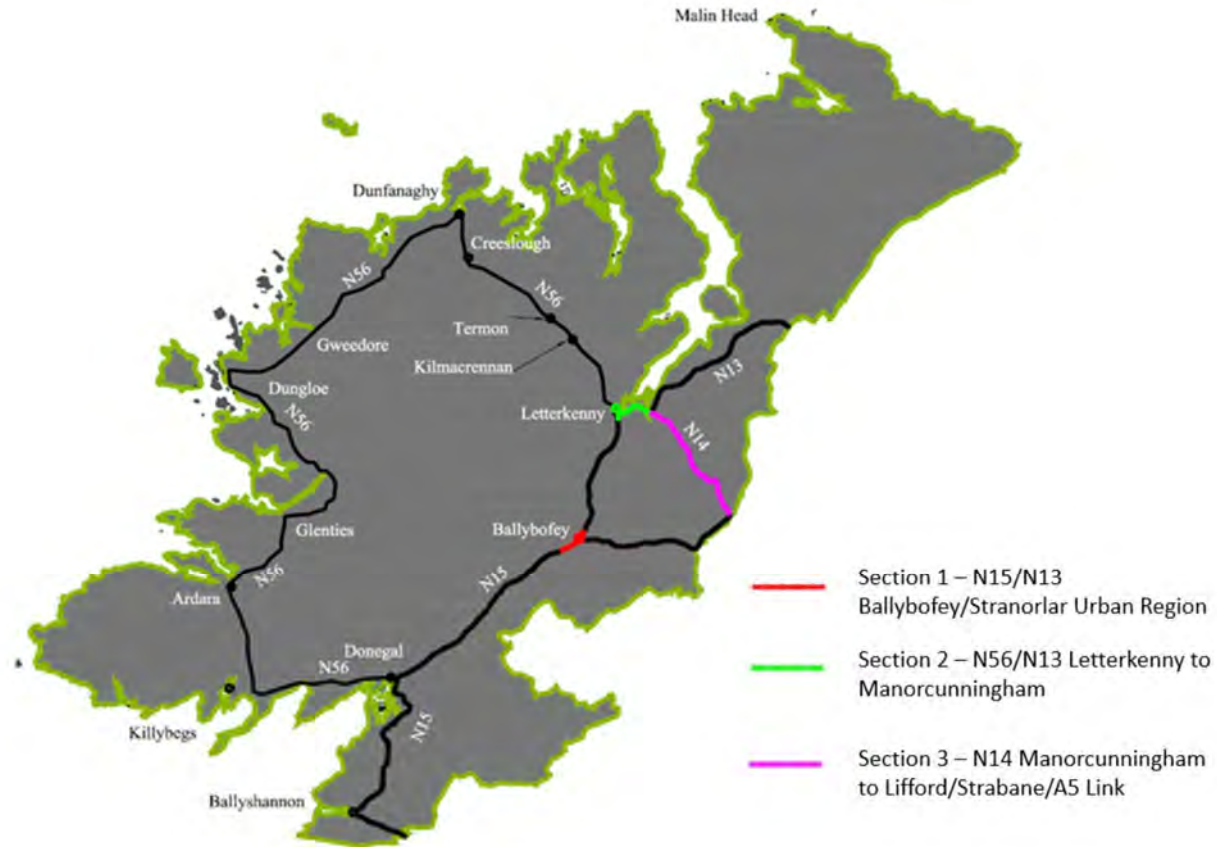 Malin Head
Dunfanaghy
Creeslough
N56
N56
Termon
Gweedore
Kilmacrennan
N13
Dungloe
Letterkenny
N56
N14
Glenties
Ballybofey
N56
Ardara
N15
Donegal
N56
Killybegs
N15
Ballyshannon
Section 1 – N15/N13
Ballybofey/Stranorlar Urban Region
Section 2 – N56/N13 Letterkenny to
Manorcunningham
Section 3 – N14 Manorcunningham
to Lifford/Strabane/A5 Link